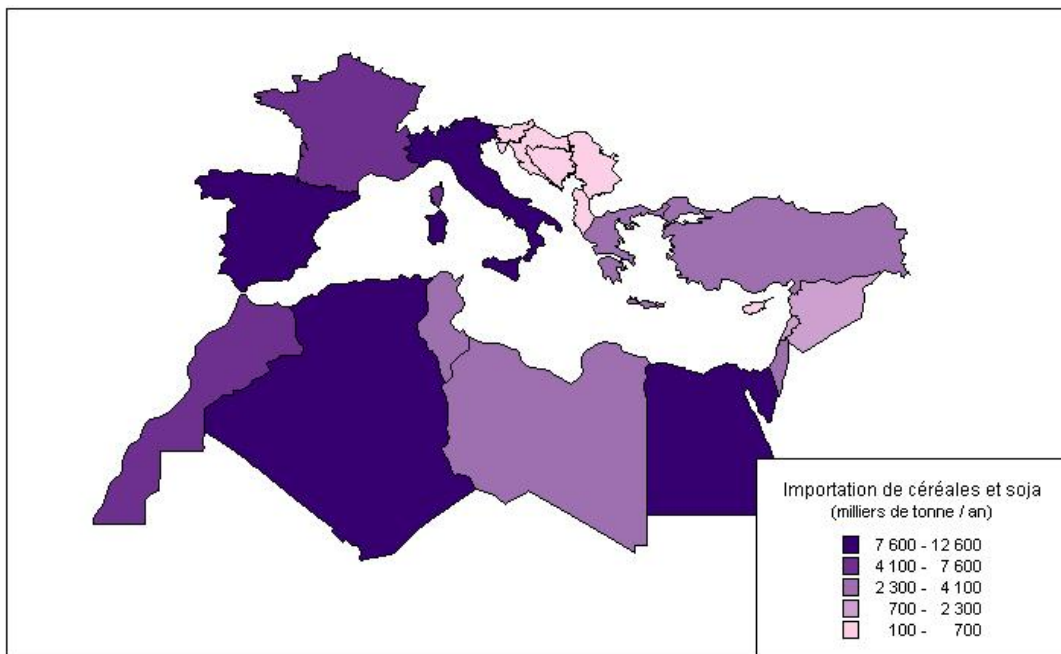 Importation de céréales et soja
(milliers de tonne / an)
7 600 - 12 600
4 100 - 7 600
2 300 - 4 100
700 - 2 300
100 - 700